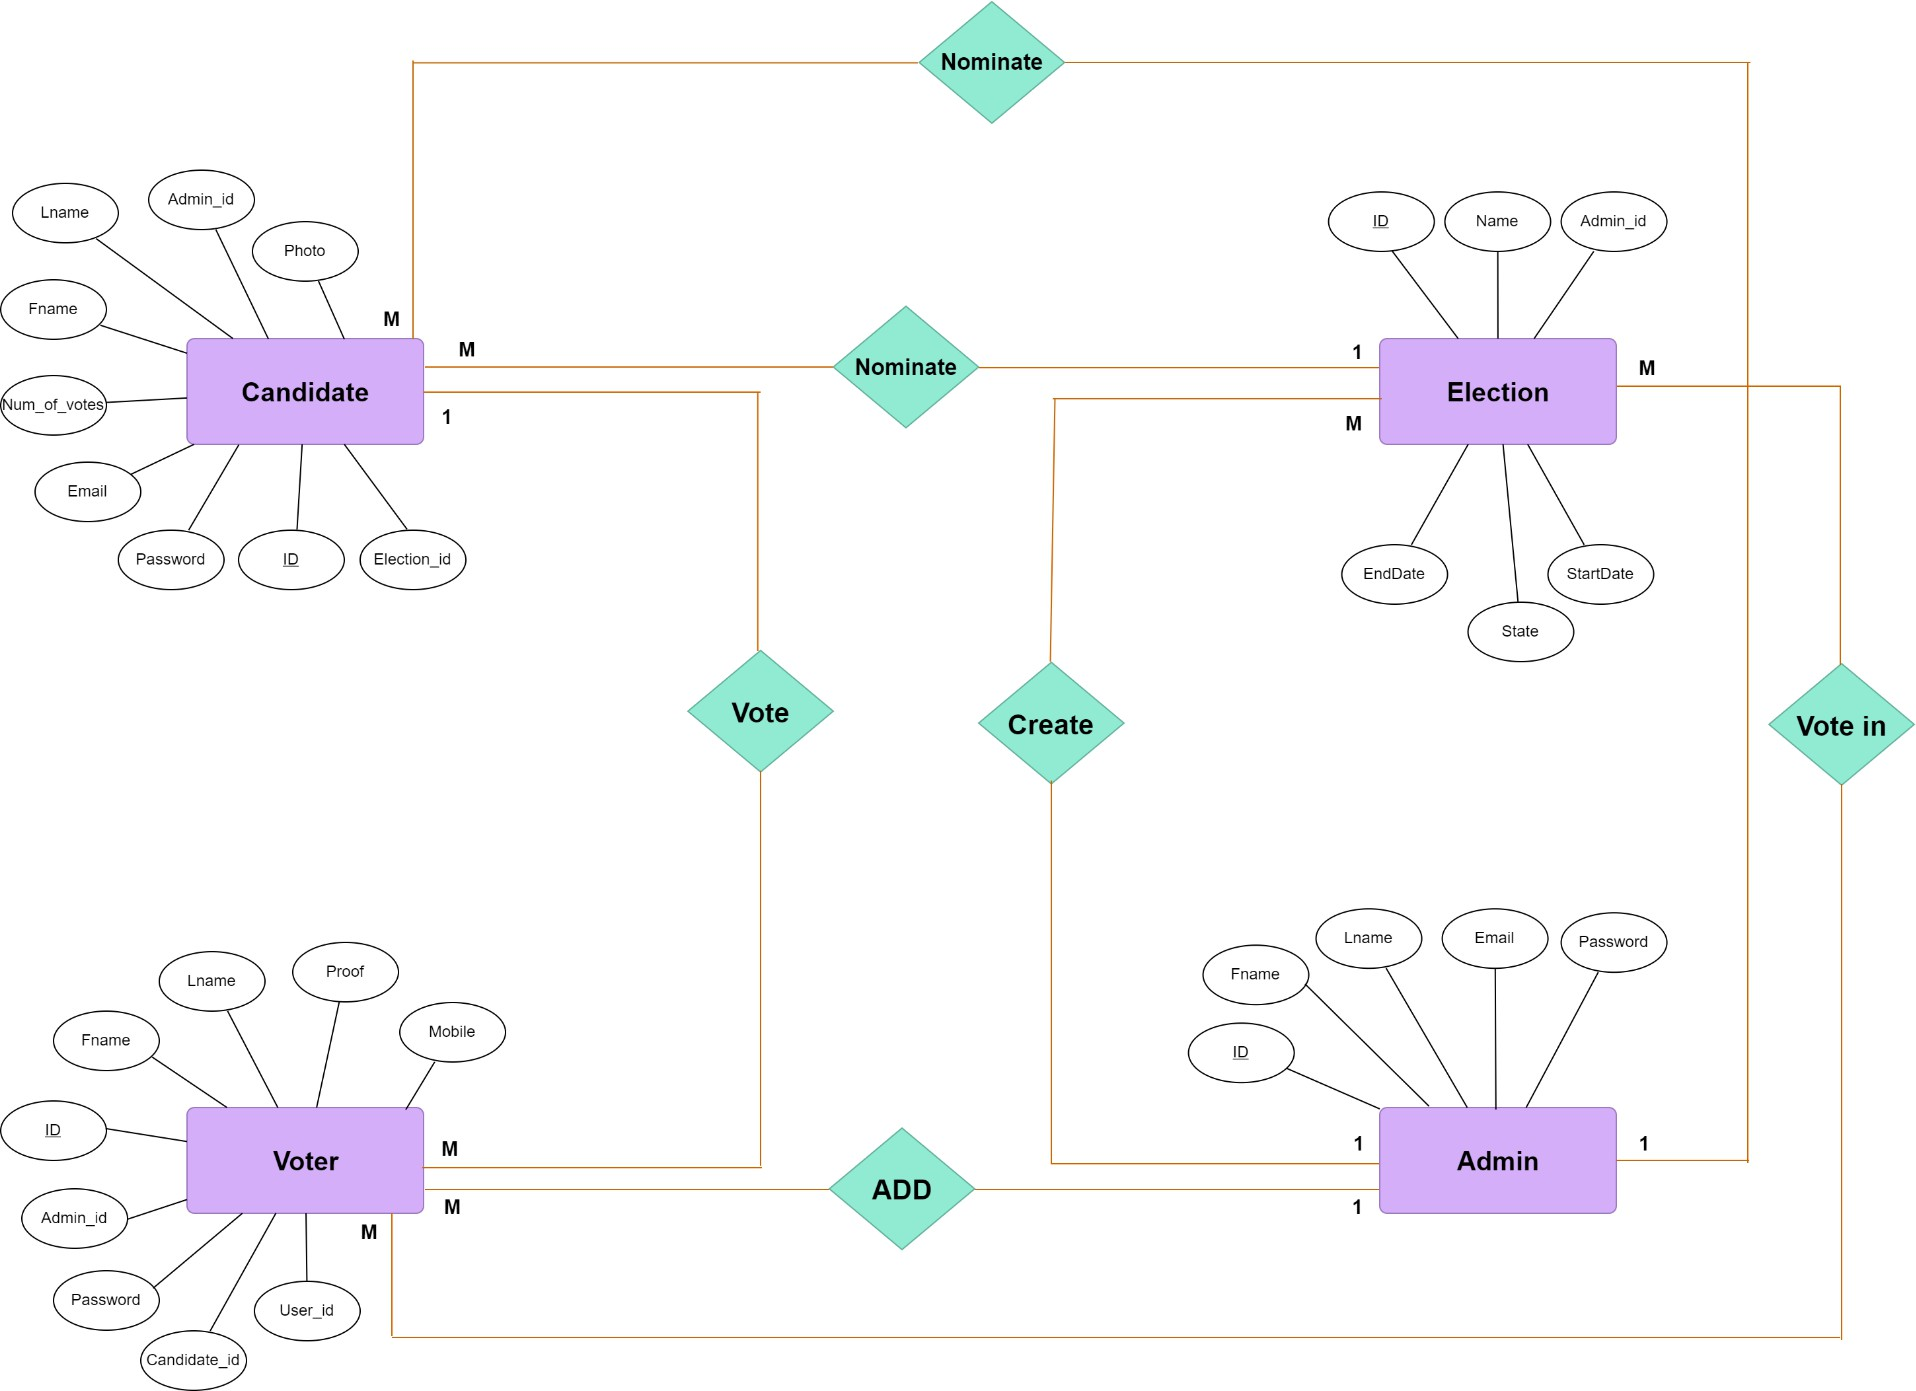 Nominate
Lname
Admin_id
Photo
Fname
Num_of_votes
Email
Password
ID
Election_id
Candidate
M
M
1
Nominate
1
M
M
ID
Name
Admin_id
Election
EndDate
State
StartDate
Vote
Create
Vote in
Lname
Proof
Mobile
Fname
ID
Admin_id
Password
Candidate_id
User_id
Voter
M
M
M
ADD
1
1
1
Fname
Lname
Email
Password
ID
Admin